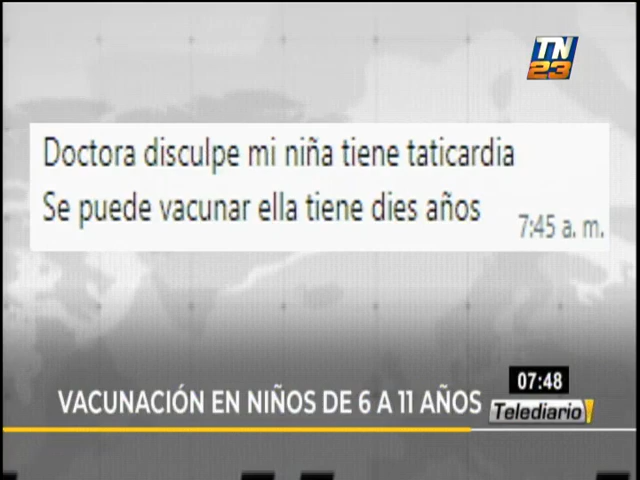 TN
23
Doctora disculpe mi niña tiene taticardia
Se puede vacunar ella tiene dies años
7:45 a. m.
07:48
VACUNACIÓN EN NIÑOS DE 6 A 11 AÑOS
Telediario